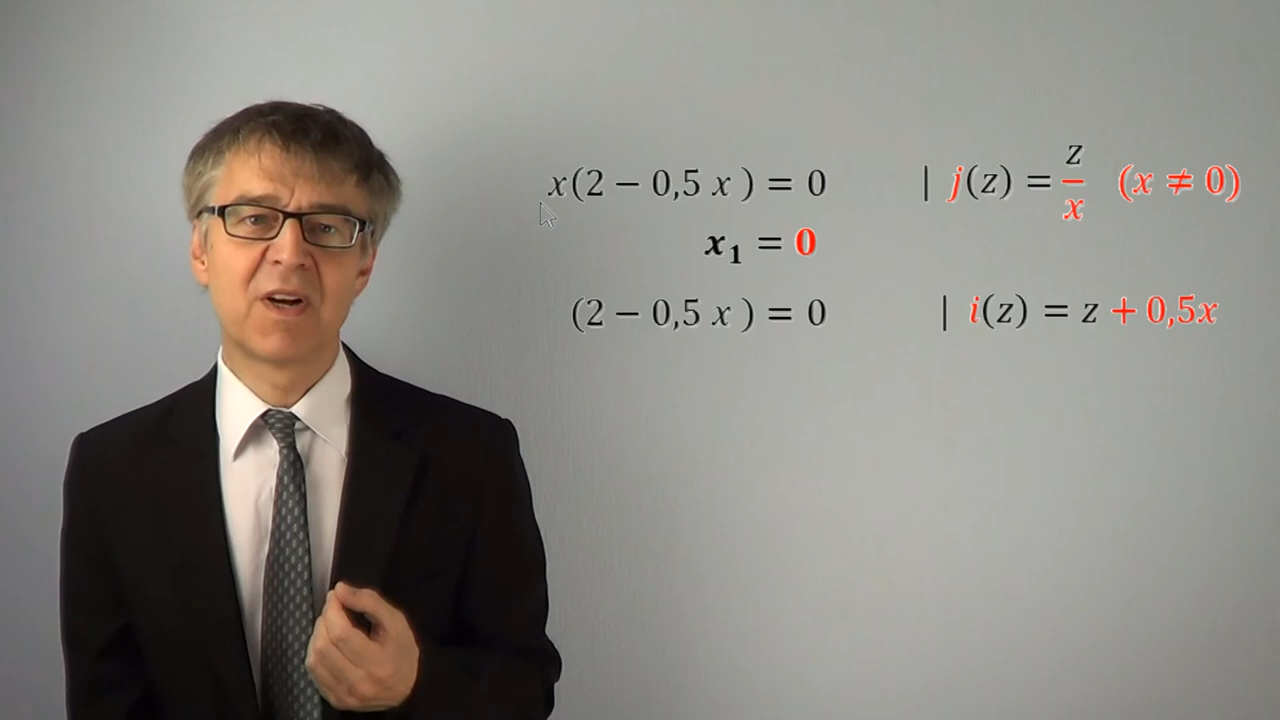 x(2 − 0,5 x ) = 0 | j(z) = z/x (x ≠ 0)
x₁ = 0
(2 − 0,5 x ) = 0 | i(z) = z + 0,5x